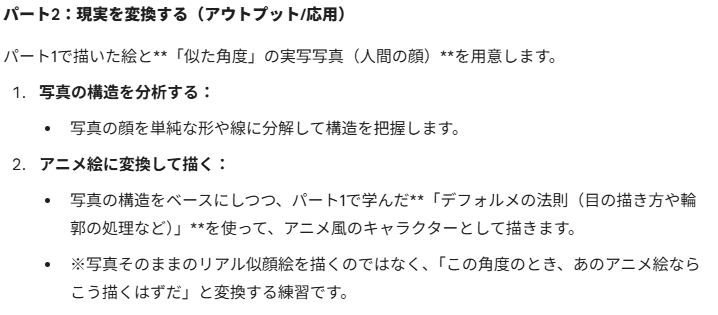 パート2：現実を変換する（アウトプット/応用）
パート1で描いた絵と**「似た角度」の実写写真（人間の顔）**を用意します。
1. 写真の構造を分析する：
• 写真の顔を単純な形や線に分解して構造を把握します。
2. アニメ絵に変換して描く：
• 写真の構造をベースにしつつ、パート1で学んだ**「デフォルメの法則（目の描き方や輪
郭の処理など）」**を使って、アニメ風のキャラクターとして描きます。
• ※写真そのままのリアル似顔絵を描くのではなく、「この角度のとき、あのアニメ絵なら
こう描くはずだ」と変換する練習です。